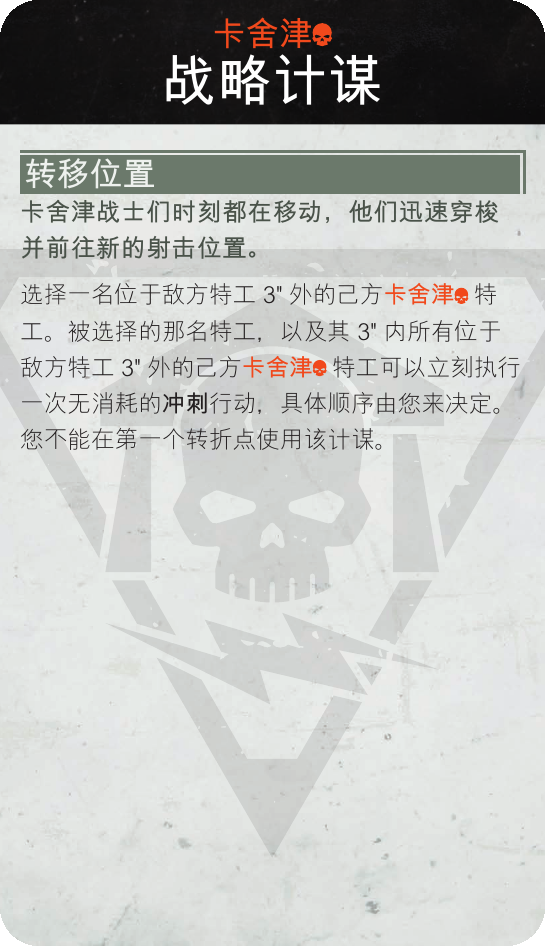 卡舍津
战略计谋
转移位置
卡舍津战士们时刻都在移动，他们迅速穿梭
并前往新的射击位置。
选择一名位于敌方特工 3" 外的己方卡舍津 特
工。被选择的那名特工，以及其 3" 内所有位于
敌方特工 3" 外的己方卡舍津 特工可以立刻执行
一次无消耗的冲刺行动，具体顺序由您来决定。
您不能在第一个转折点使用该计谋。